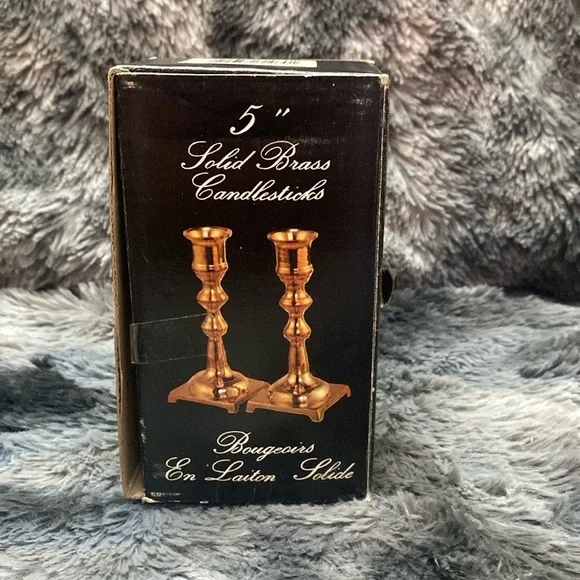 5"
Solid Brass
Candlesticks
Bougeoirs
En Laiton Solide